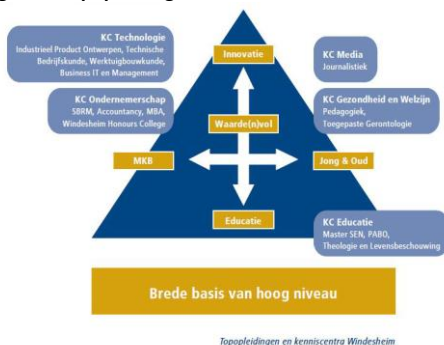 KC Technologie
Industrieel Product Ontwerpen, Technische
Bedrijfskunde, Werktuigbouwkunde,
Business IT en Management
Innovatie
KC Media
Journalistiek
KC Ondernemerschap
SBRM, Accountancy, MBA,
Windesheim Honours College
Waarde(n)vol
KC Gezondheid en Welzijn
Pedagogiek,
Toegepaste Gerontologie
MKB
Jong & Oud
Educatie
KC Educatie
Master SEN, PABO,
Theologie en Levensbeschouwing
Brede basis van hoog niveau
Topopleidingen en kenniscentra Windesheim